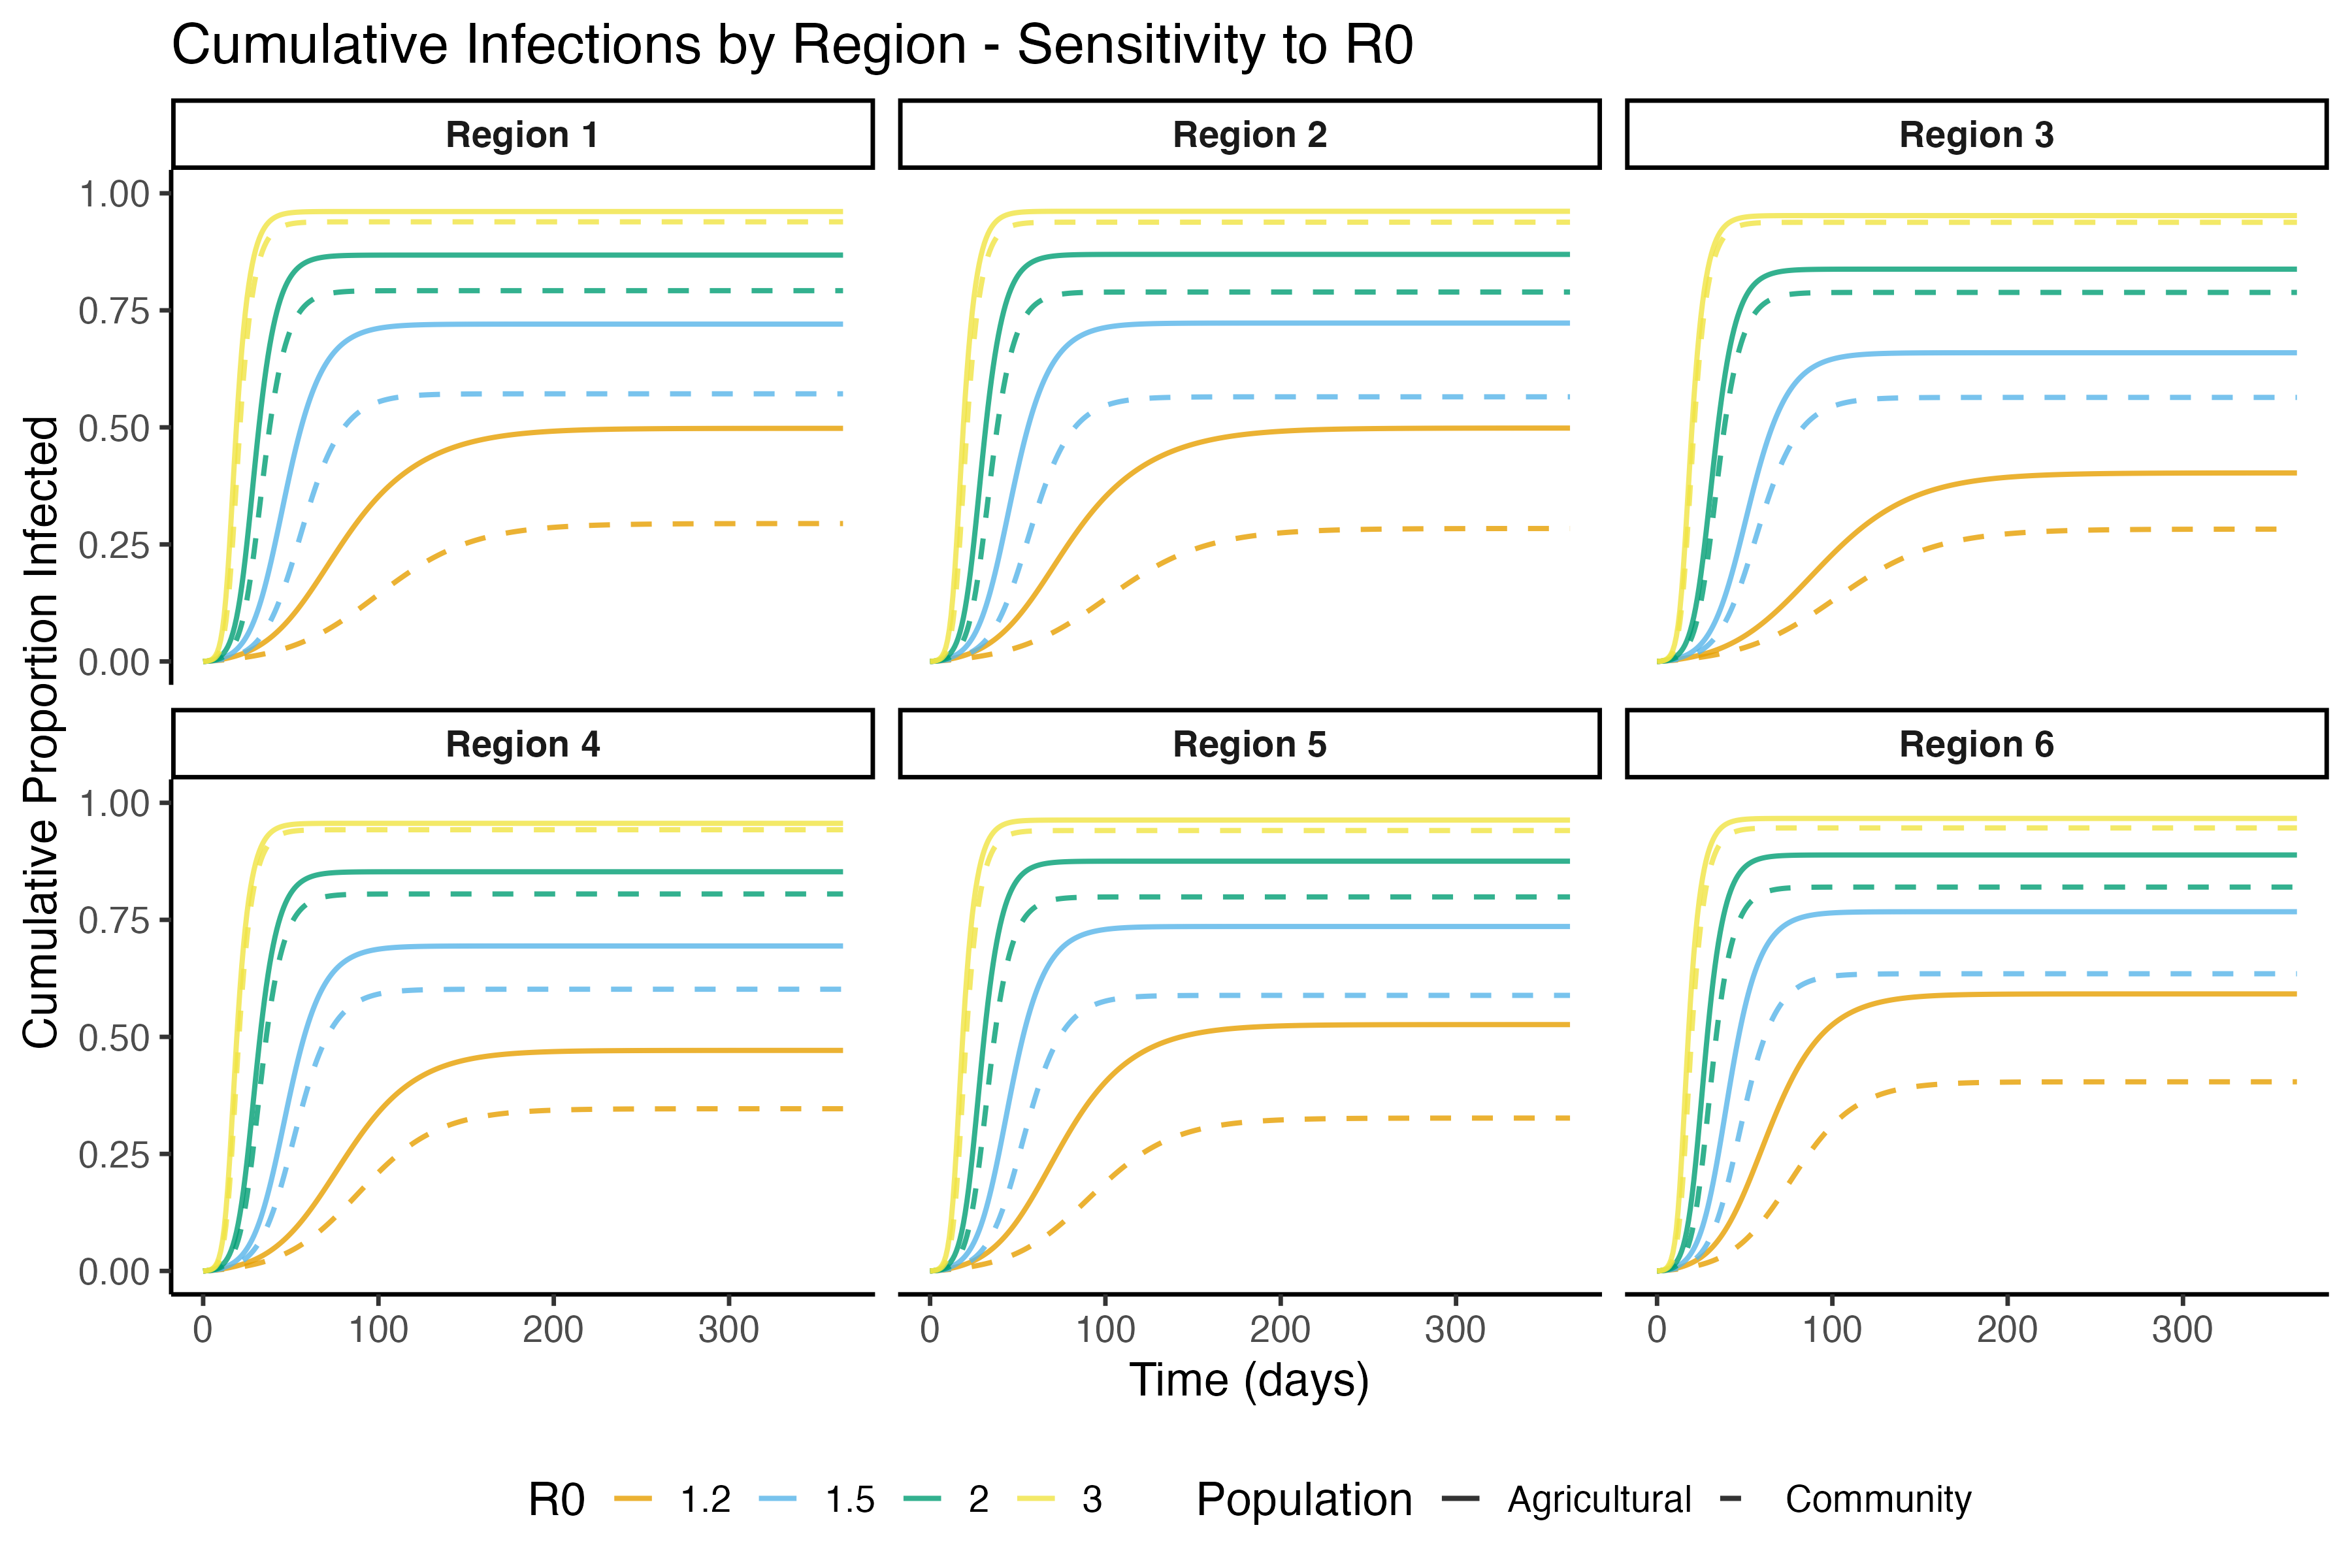 Cumulative Infections by Region - Sensitivity to R0
Region 1
Region 2
Region 3
1.00
0.75
0.50
0.25
0.00
Region 4
Region 5
Region 6
1.00
0.75
0.50
0.25
0.00
Cumulative Proportion Infected
0 100 200 300
0 100 200 300
0 100 200 300
Time (days)
R0 1.2 1.5 2 3 Population Agricultural Community